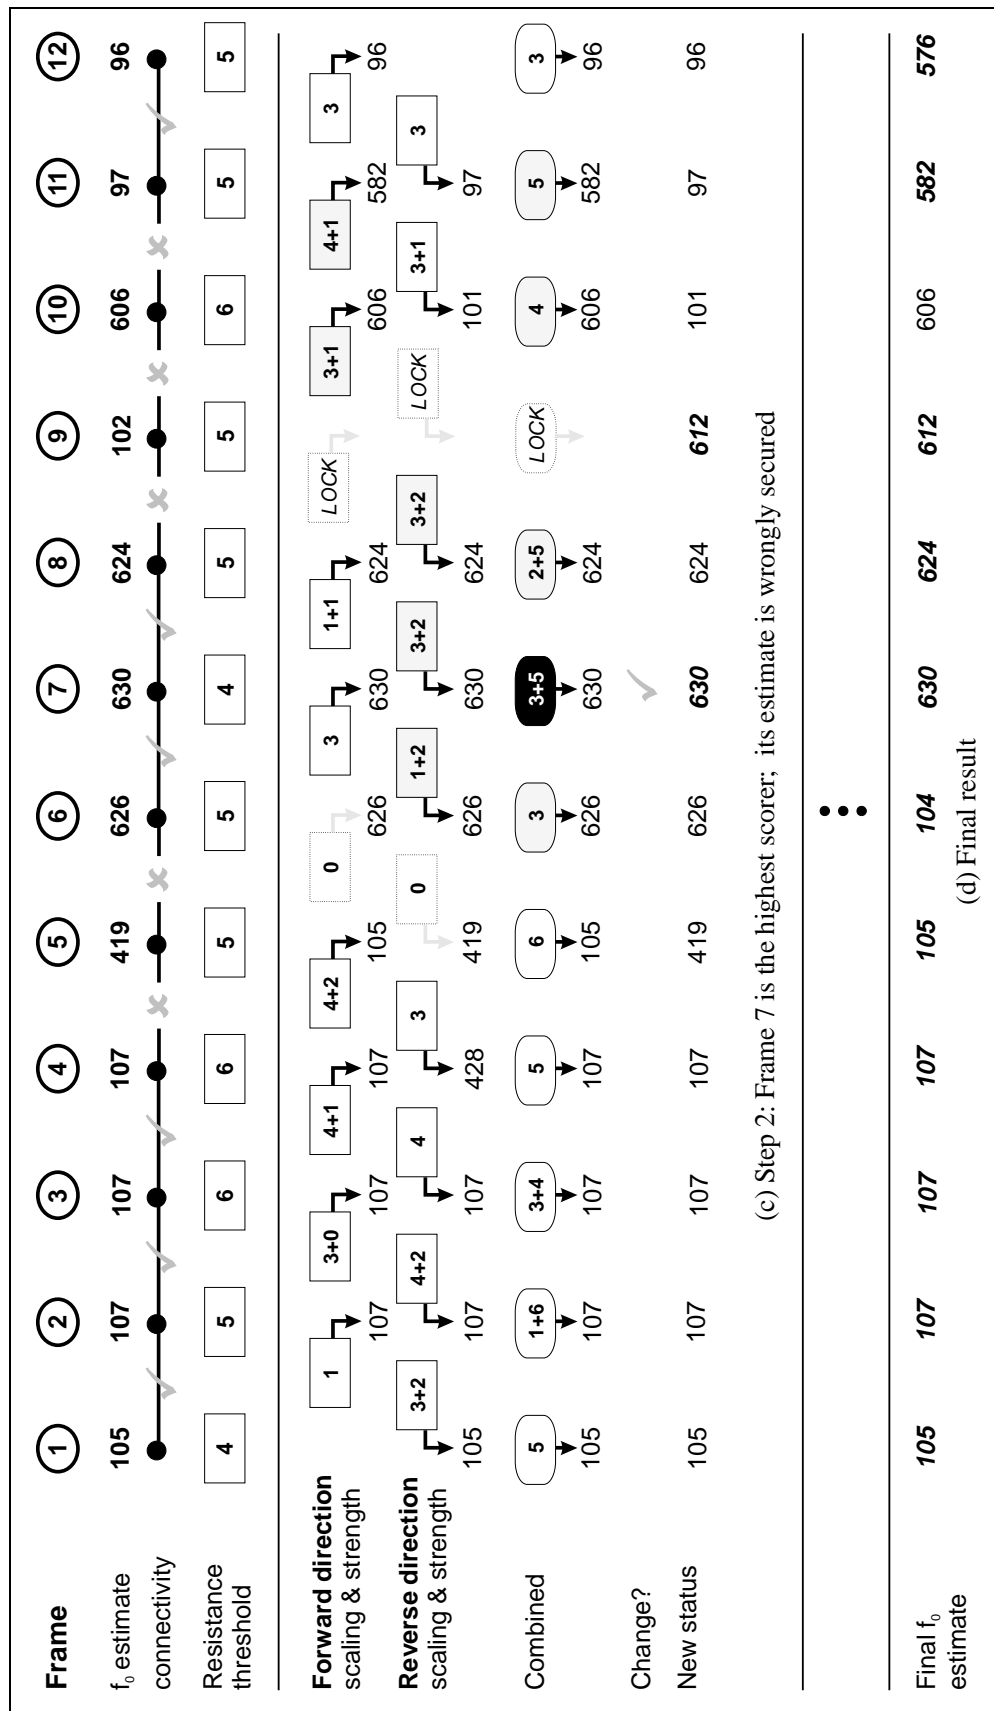 Frame 1 2 3 4 5 6 7 8 9 10 11 12
f0 estimate 105 107 107 107 419 626 630 624 102 606 97 96
connectivity
Resistance
threshold
4 5 6 6 5 5 4 5 5 6 5 5
Forward direction
scaling & strength
1 3+0 4+1 4+2 0 3 1+1 LOCK 3+1 4+1 3
107 107 107 105 626 630 624 606 582 96
Reverse direction
scaling & strength
3+2 4+2 4 3 0 1+2 3+2 3+2 LOCK 3+1 3
105 107 107 428 419 626 630 624 101 97
Combined
5 1+6 3+4 5 6 3 3+5 2+5 LOCK 4 5 3
105 107 107 107 105 626 630 624 606 582 96
Change?
New status 105 107 107 107 419 626 630 624 612 101 97 96
(c) Step 2: Frame 7 is the highest scorer; its estimate is wrongly secured
Final f0
estimate
105 107 107 107 105 104 630 624 612 606 582 576
(d) Final result